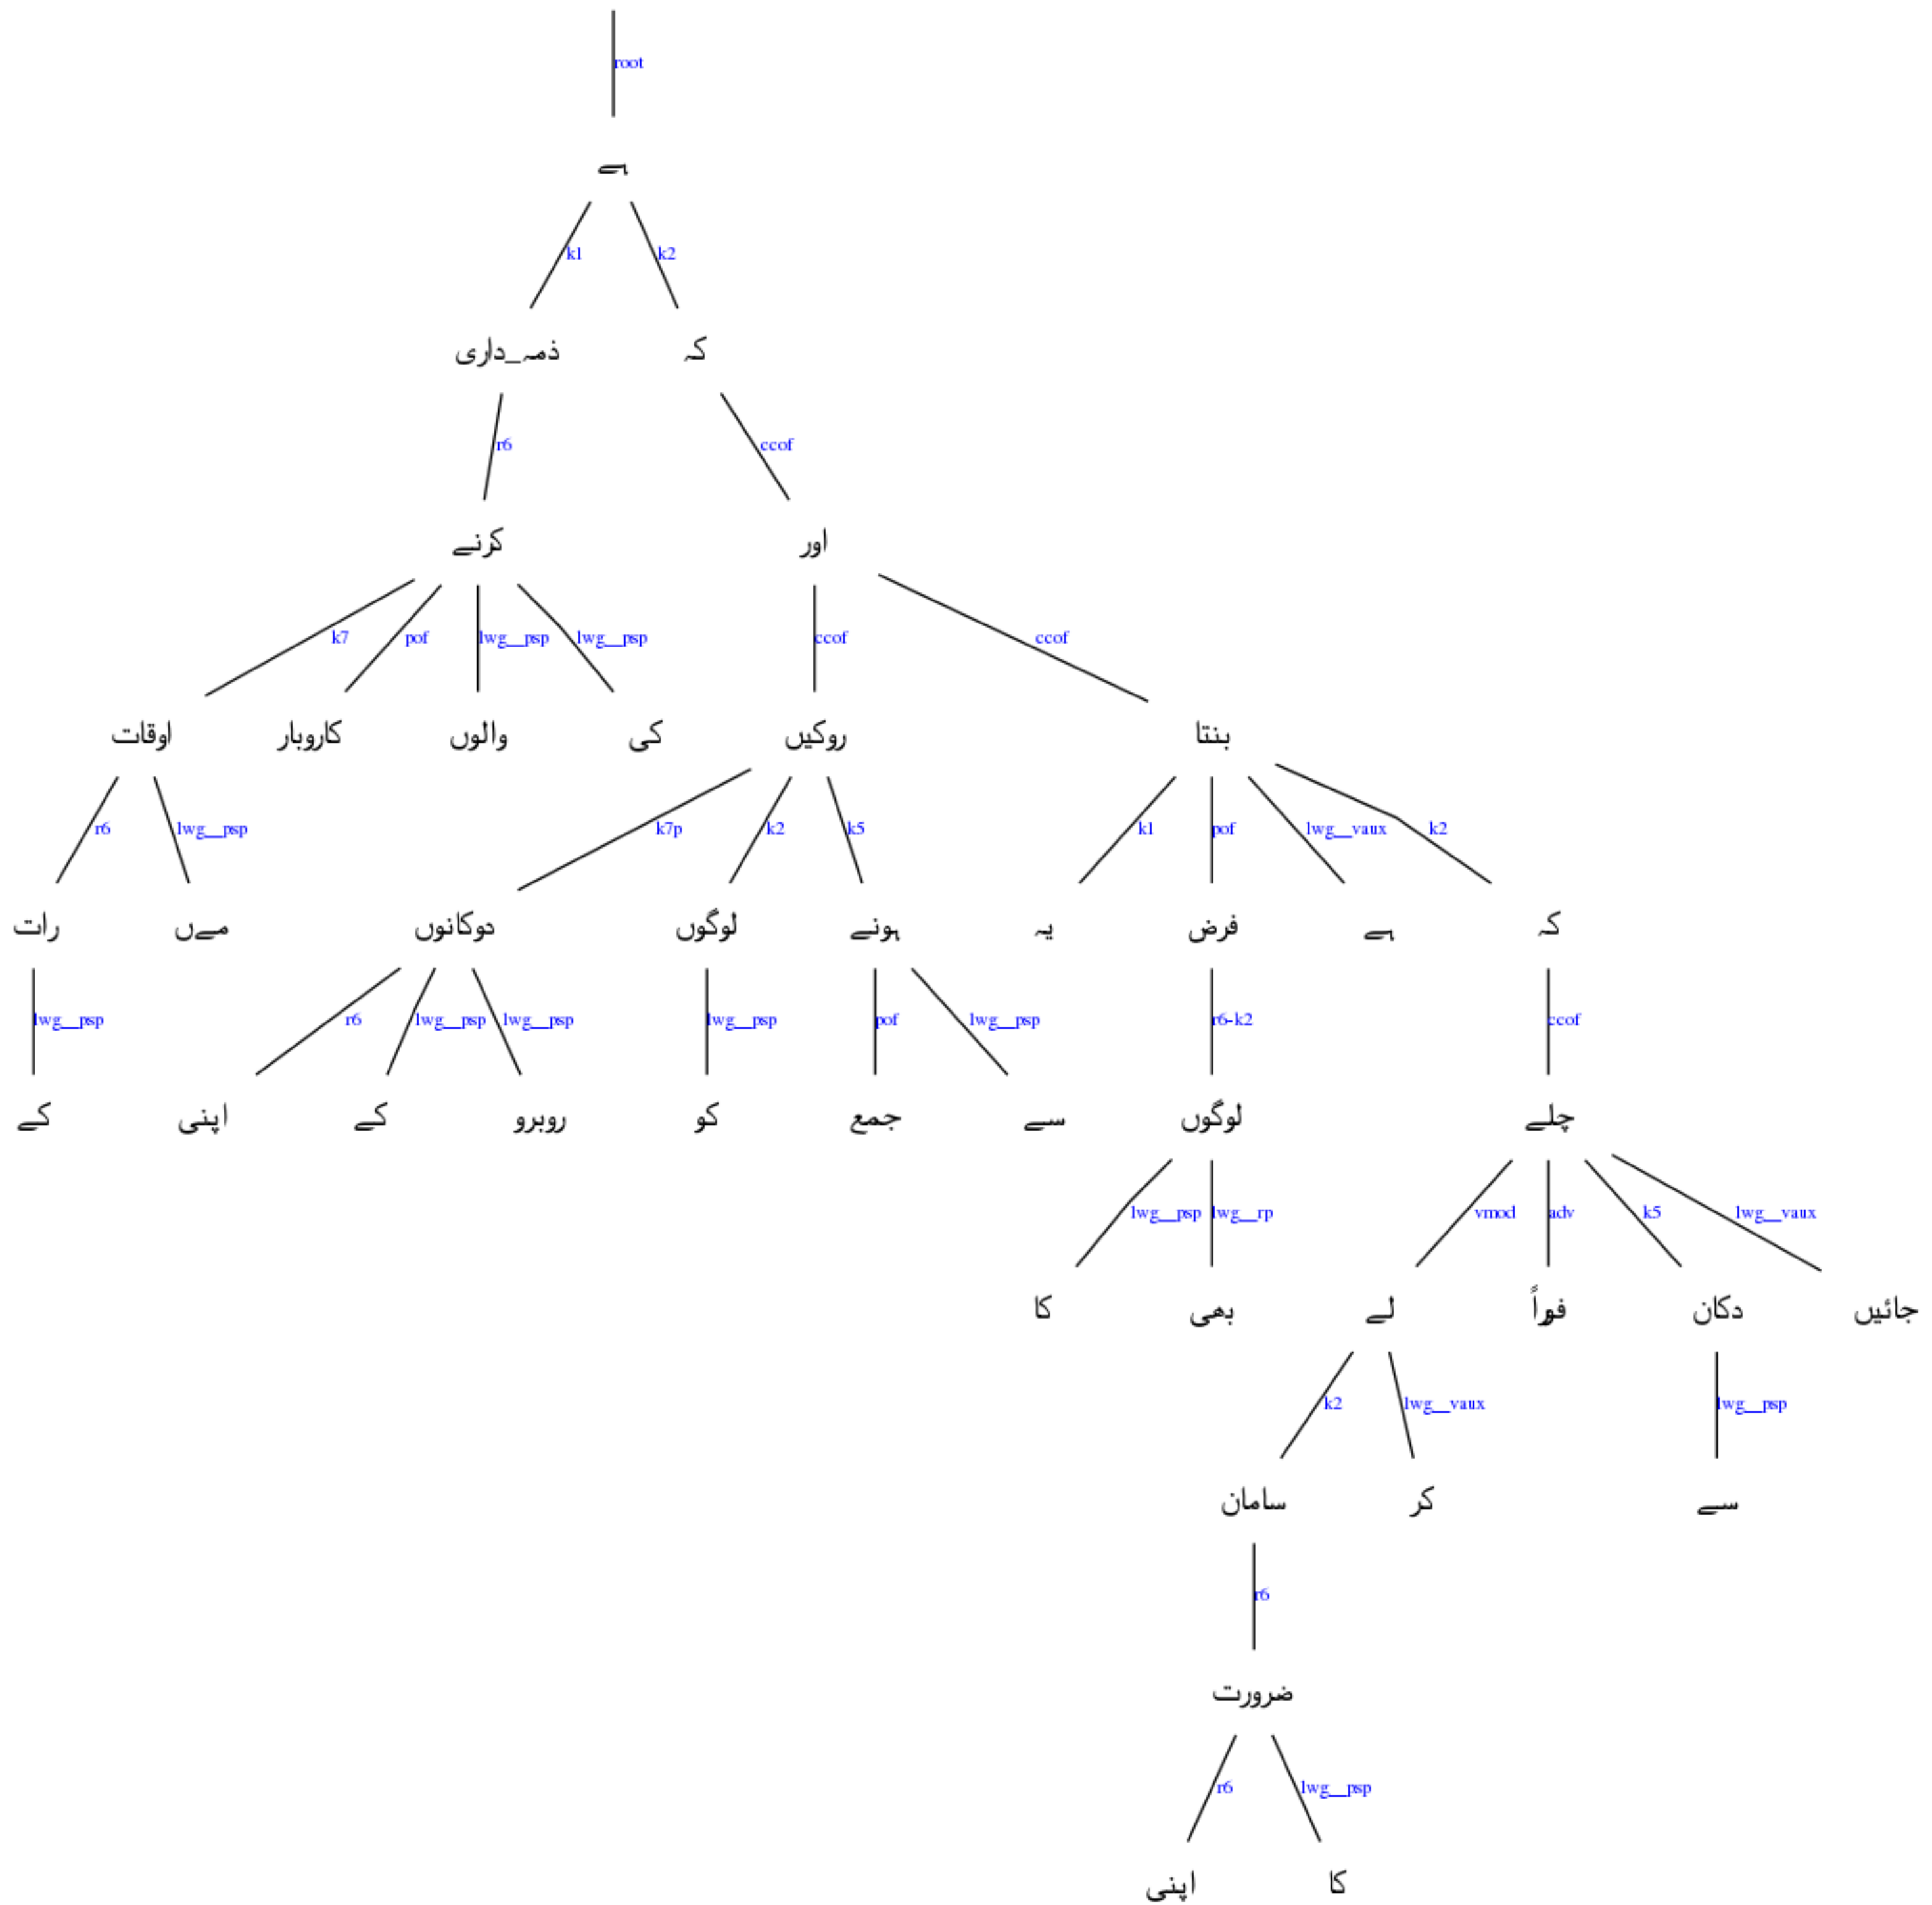 root
ہے
k1 k2
ذمہ_داری کہ
r6 ccof
کرنے اور
k7 pof lwg__psp lwg__psp ccof ccof
اوقات کاروبار والوں کی روکیں بنتا
r6 lwg__psp k7p k2 k5 k1 pof lwg__vaux k2
رات مےں دوکانوں لوگوں ہونے یہ فرض ہے کہ
lwg__psp r6 lwg__psp lwg__psp lwg__psp pof lwg__psp r6-k2 ccof
کے اپنی کے روبرو کو جمع سے لوگوں چلے
lwg__psp lwg__rp vmod adv k5 lwg__vaux
کا بھی لے فوراً دکان جائیں
k2 lwg__vaux lwg__psp
سامان کر سے
r6
ضرورت
r6 lwg__psp
اپنی کا